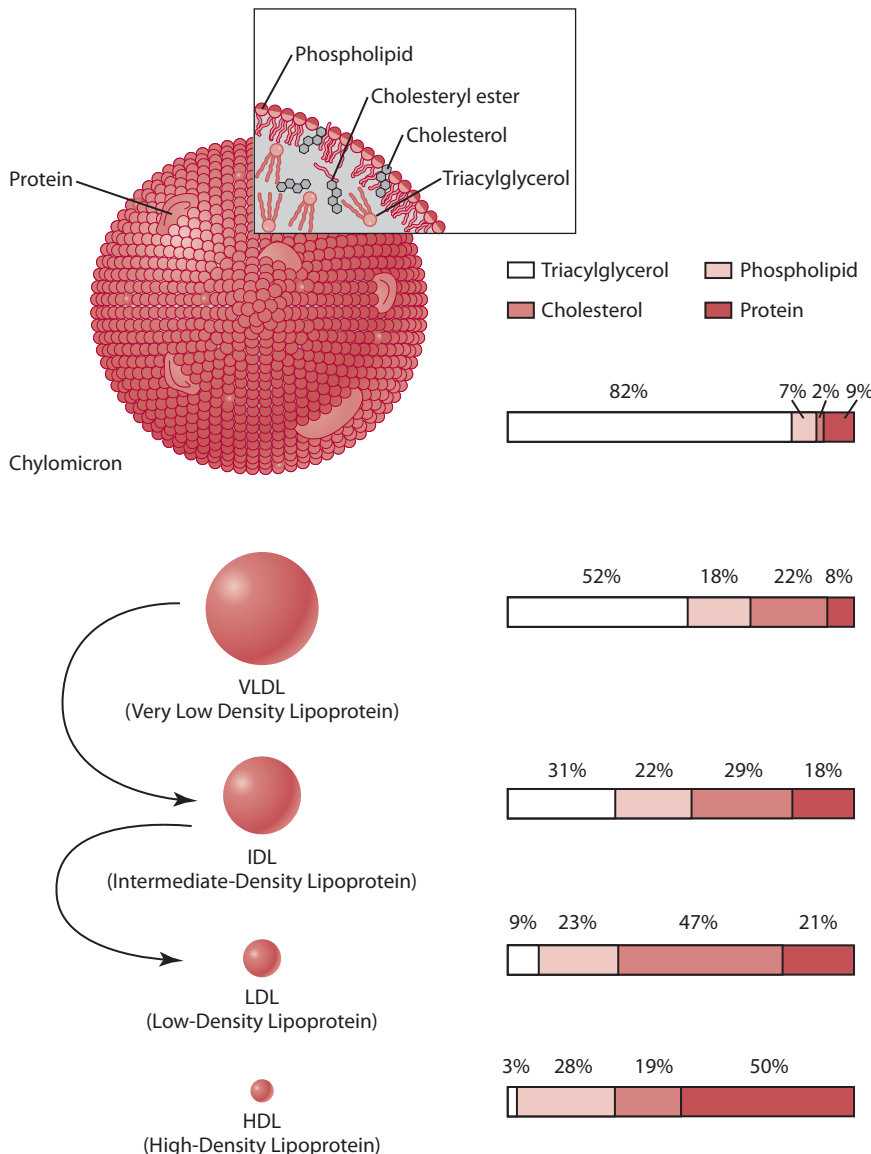 Phospholipid
Cholesteryl ester
Cholesterol
Protein
Triacylglycerol
Triacylglycerol
Phospholipid
Cholesterol
Protein
82%
7%
2%
9%
Chylomicron
52%
18%
22%
8%
VLDL
(Very Low Density Lipoprotein)
31%
22%
29%
18%
IDL
(Intermediate-Density Lipoprotein)
9%
23%
47%
21%
LDL
(Low-Density Lipoprotein)
3%
28%
19%
50%
HDL
(High-Density Lipoprotein)